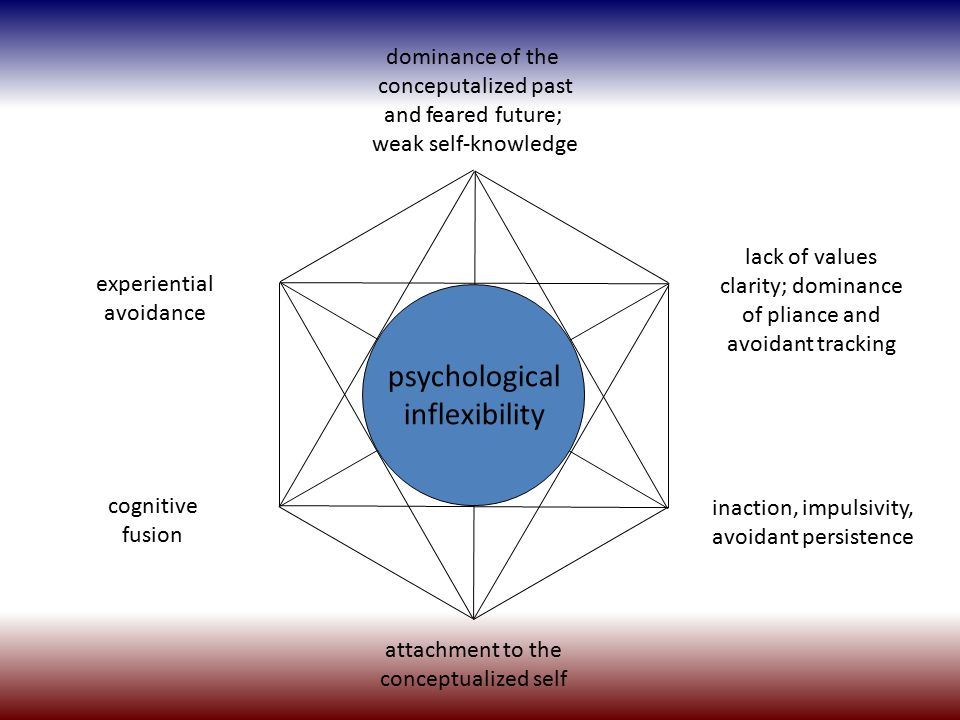 dominance of the
conceputalized past
and feared future;
weak self-knowledge
experiential
avoidance
lack of values
clarity; dominance
of pliance and
avoidant tracking
psychological
inflexibility
cognitive
fusion
inaction, impulsivity,
avoidant persistence
attachment to the
conceptualized self